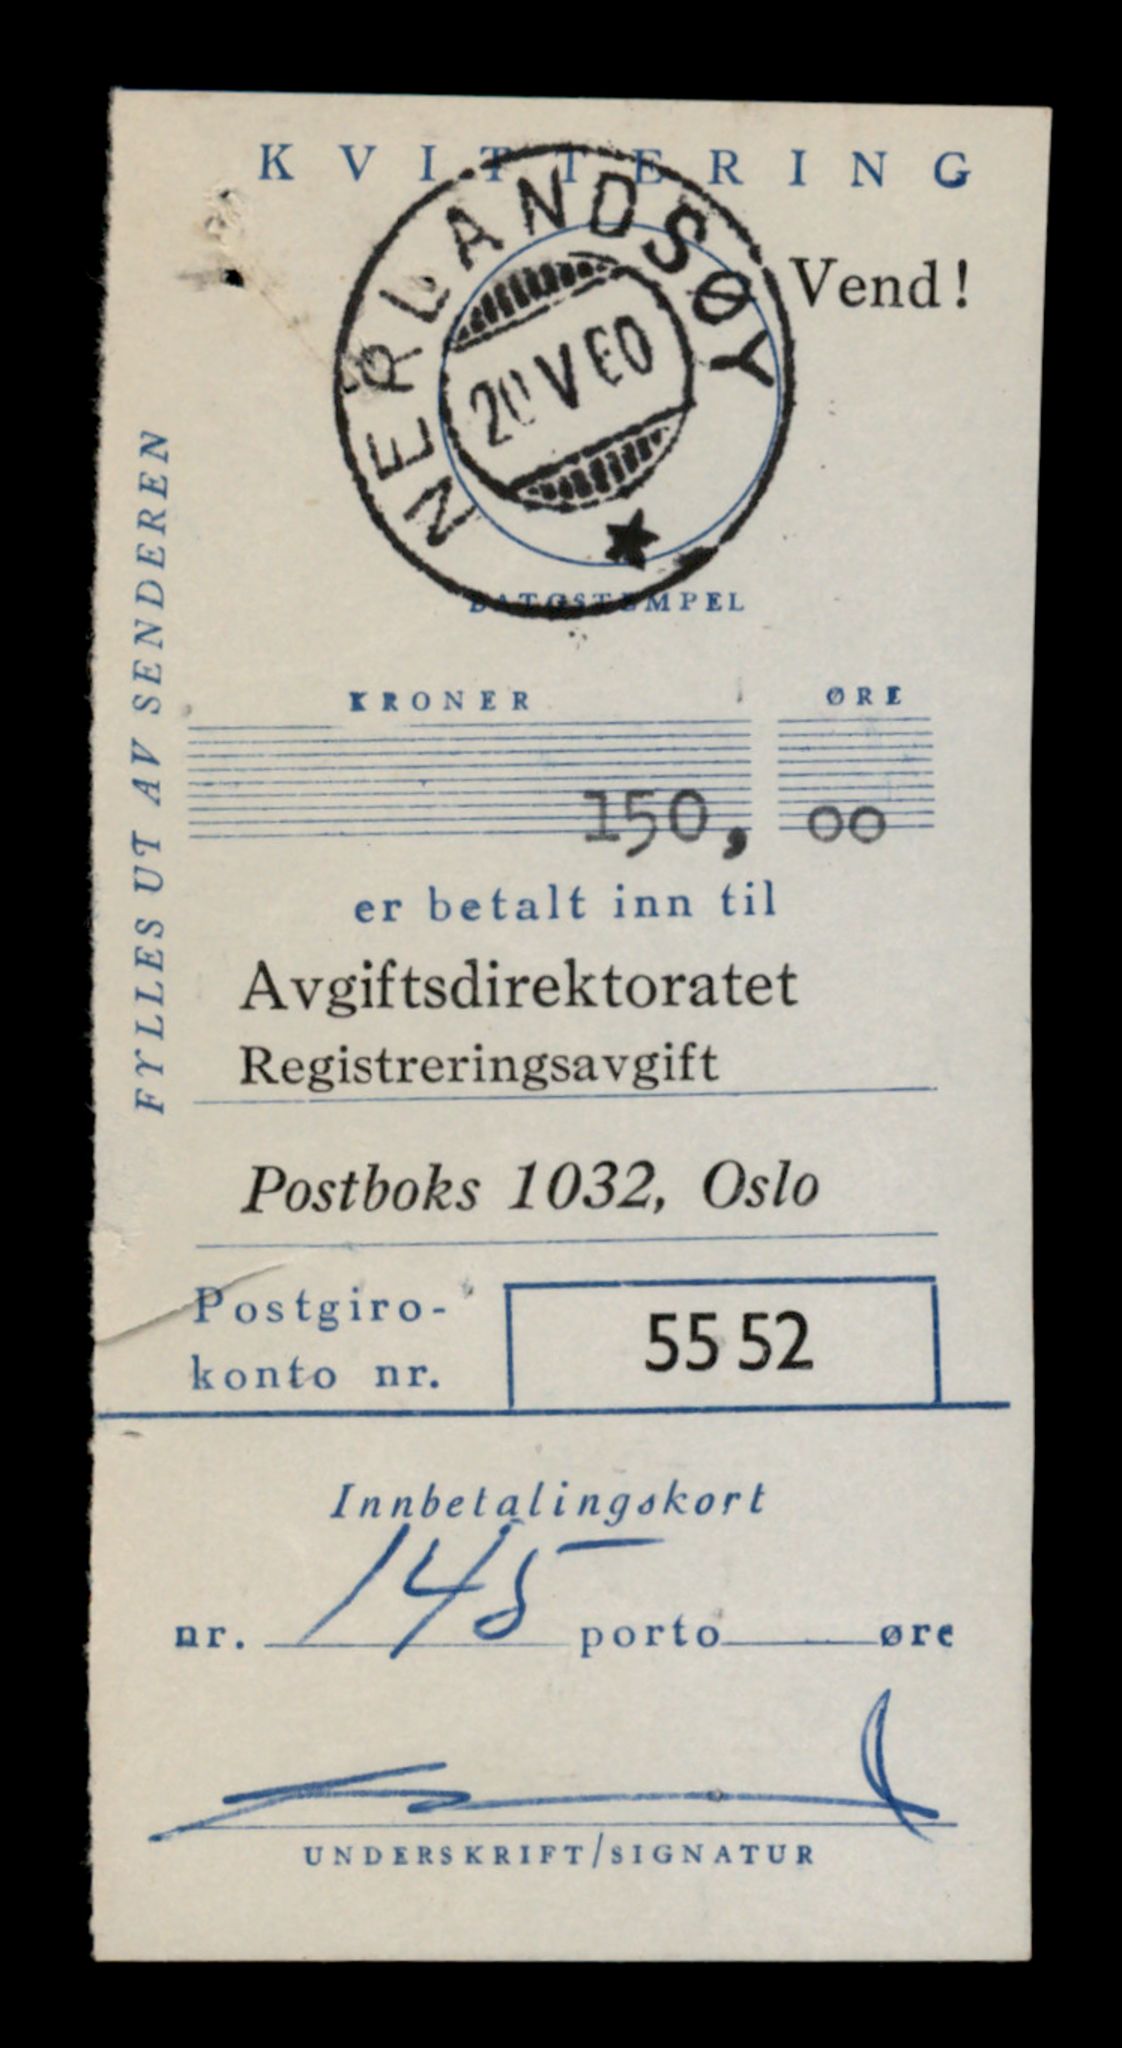 KVITTERING
NERLANDSØY
Vend!
20 V 60
DATOSTEMPEL
FYLLES UT AV SENDEREN
KRONER ØRE
150, 00
er betalt inn til
Avgiftsdirektoratet
Registreringsavgift
Postboks 1032, Oslo
Postgiro-
konto nr.
55 52
Innbetalingskort
nr. 145 porto øre
UNDERSKRIFT/SIGNATUR